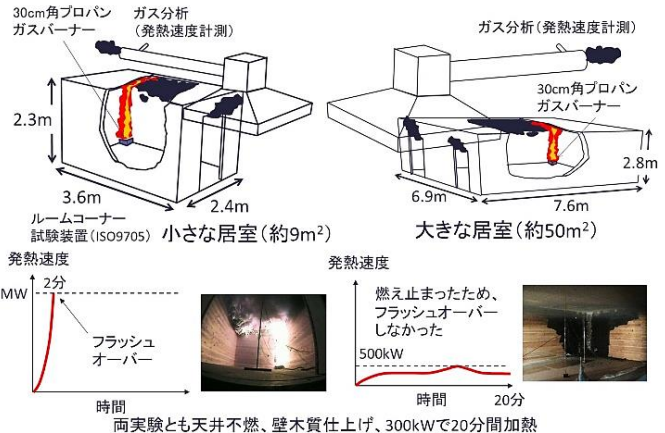 30cm角プロパン
ガスバーナー
ガス分析
(発熱速度計測)
2.3m
3.6m
2.4m
ルームコーナー
試験装置(ISO9705)
小さな居室(約9m²)
ガス分析(発熱速度計測)
30cm角プロパン
ガスバーナー
2.8m
6.9m
7.6m
大きな居室(約50m²)
発熱速度
MW
2分
フラッシュ
オーバー
時間
発熱速度
燃え止まったため、
フラッシュオーバー
しなかった
500kW
時間
20分
両実験とも天井不燃、壁木質仕上げ、300kWで20分間加熱